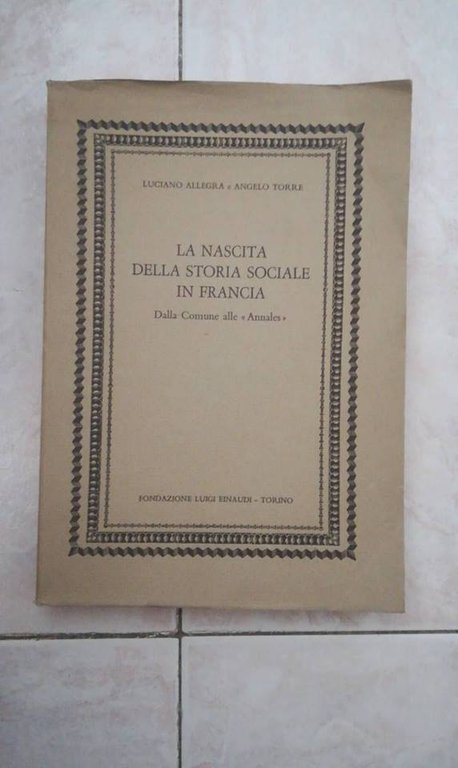 LUCIANO ALLEGRA e ANGELO TORRE
LA NASCITA
DELLA STORIA SOCIALE
IN FRANCIA
Dalla Comune alle «Annales»
FONDAZIONE LUIGI EINAUDI - TORINO